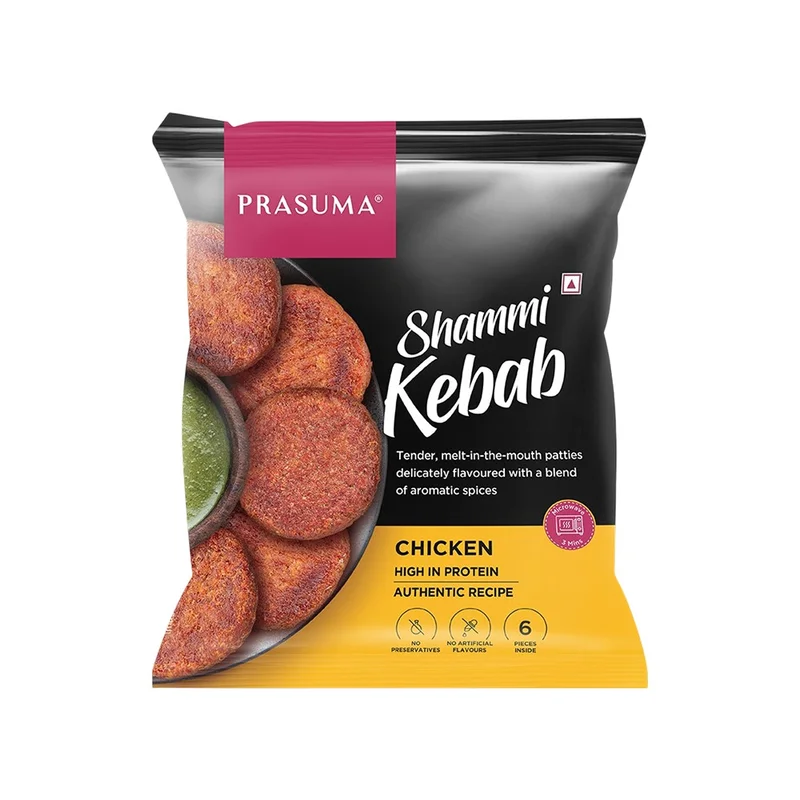 PRASUMA®
Shammi
Kebab
Tender, melt-in-the-mouth patties
delicately flavoured with a blend
of aromatic spices
Microwave
3 Mins
CHICKEN
HIGH IN PROTEIN
AUTHENTIC RECIPE
NO
PRESERVATIVES
NO ARTIFICIAL
FLAVOURS
6
PIECES
INSIDE